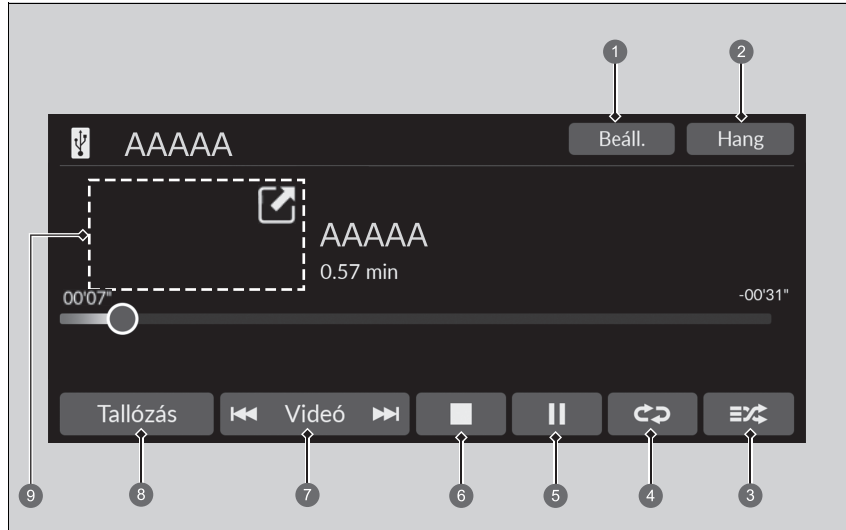 1 2
Beáll. Hang
AAAAA
AAAAA
0.57 min
9
00'07" -00'31"
Tallózás Videó
9 8 7 6 5 4 3